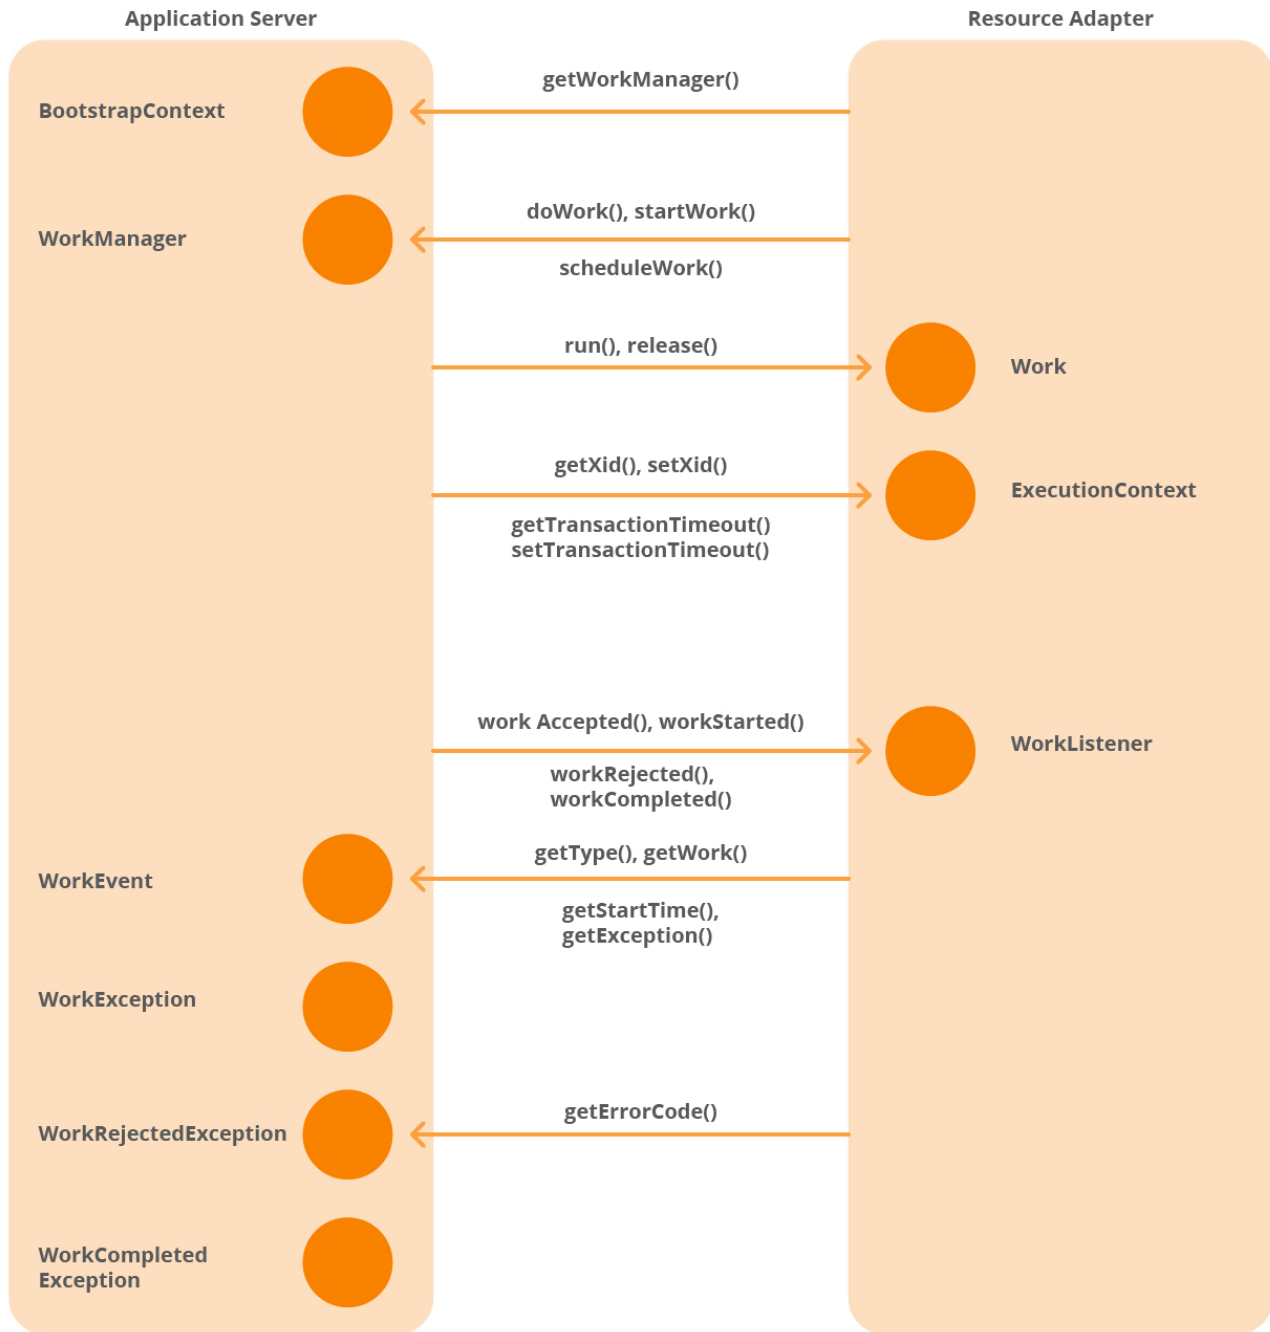 Application Server
Resource Adapter
getWorkManager()
BootstrapContext
doWork(), startWork()
WorkManager
scheduleWork()
run(), release()
Work
getXid(), setXid()
ExecutionContext
getTransactionTimeout()
setTransactionTimeout()
work Accepted(), workStarted()
WorkListener
workRejected(),
workCompleted()
getType(), getWork()
WorkEvent
getStartTime(),
getException()
WorkException
getErrorCode()
WorkRejectedException
WorkCompleted
Exception